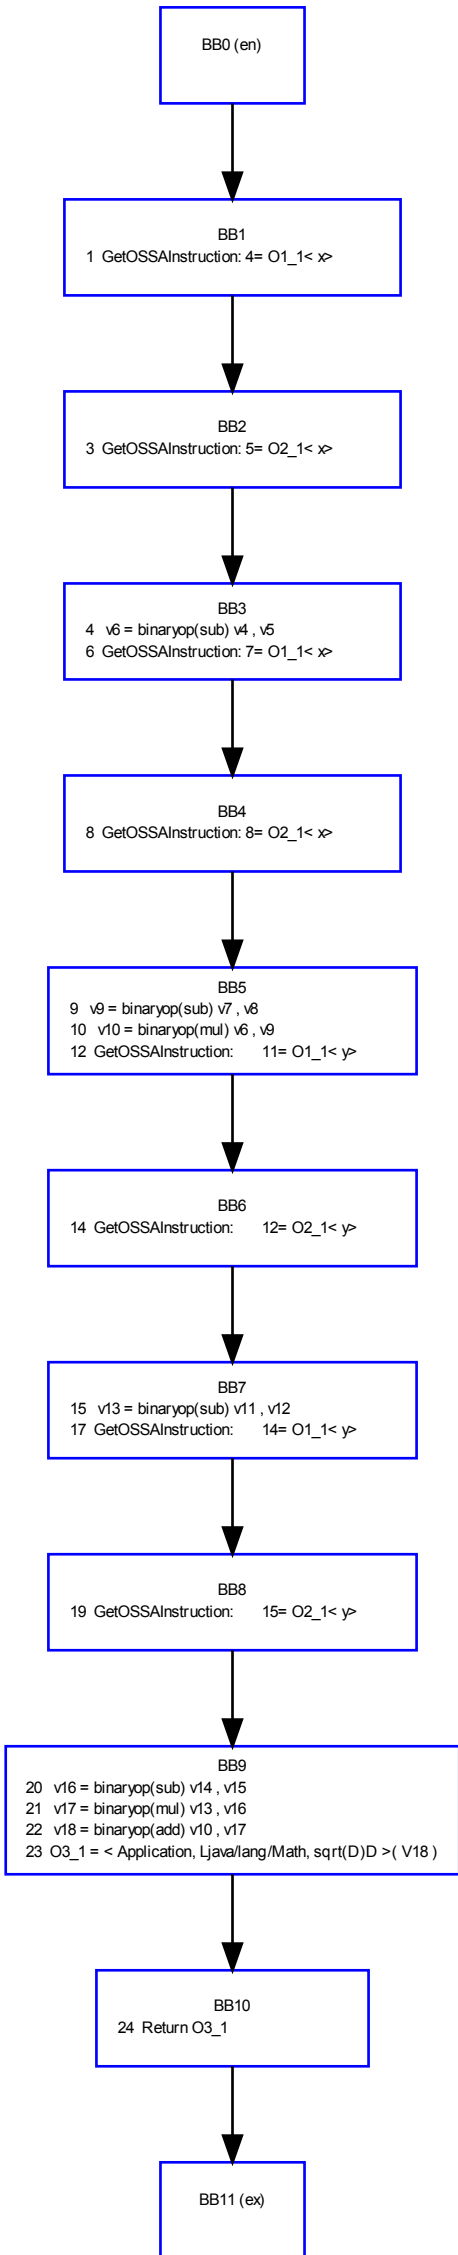 BB0 (en)
BB1
1 GetOSSAInstruction: 4= O1_1< x>
BB2
3 GetOSSAInstruction: 5= O2_1< x>
BB3
4 v6 = binaryop(sub) v4 , v5
6 GetOSSAInstruction: 7= O1_1< x>
BB4
8 GetOSSAInstruction: 8= O2_1< x>
BB5
9 v9 = binaryop(sub) v7 , v8
10 v10 = binaryop(mul) v6 , v9
12 GetOSSAInstruction: 11= O1_1< y>
BB6
14 GetOSSAInstruction: 12= O2_1< y>
BB7
15 v13 = binaryop(sub) v11 , v12
17 GetOSSAInstruction: 14= O1_1< y>
BB8
19 GetOSSAInstruction: 15= O2_1< y>
BB9
20 v16 = binaryop(sub) v14 , v15
21 v17 = binaryop(mul) v13 , v16
22 v18 = binaryop(add) v10 , v17
23 O3_1 = < Application, Ljava/lang/Math, sqrt(D)D >( V18 )
BB10
24 Return O3_1
BB11 (ex)